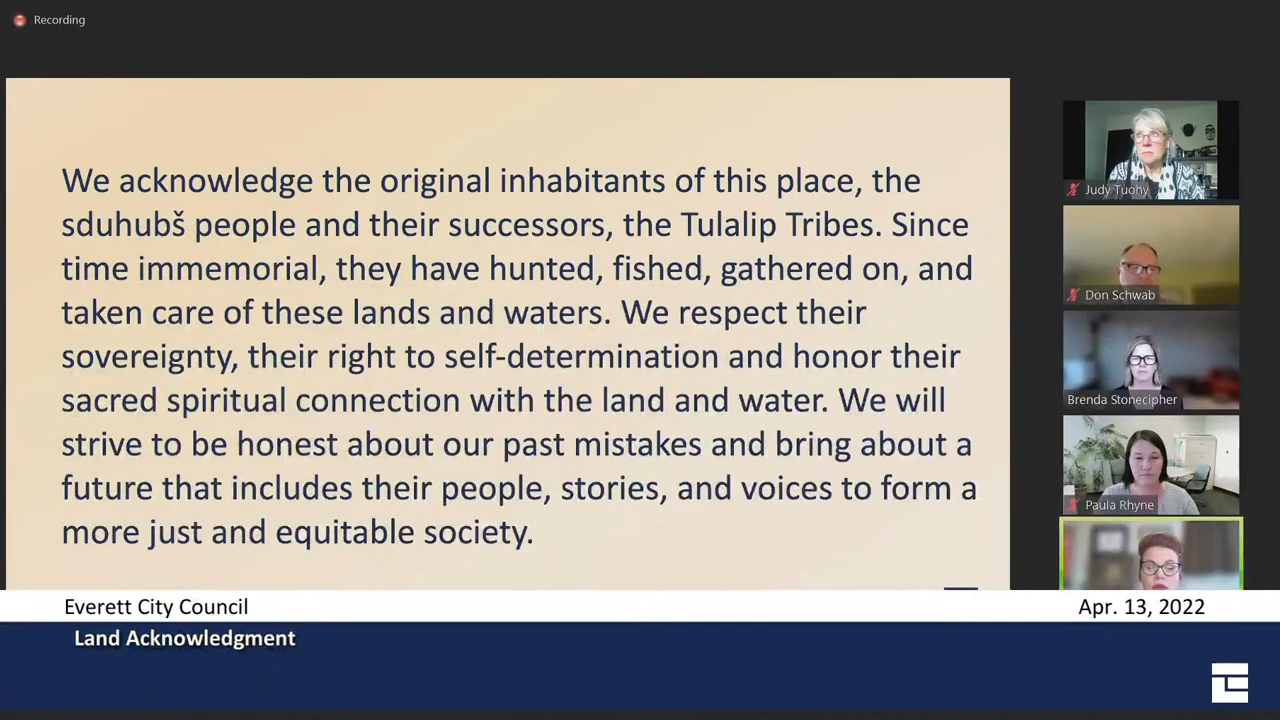 Recording
We acknowledge the original inhabitants of this place, the
sduhubš people and their successors, the Tulalip Tribes. Since
time immemorial, they have hunted, fished, gathered on, and
taken care of these lands and waters. We respect their
sovereignty, their right to self-determination and honor their
sacred spiritual connection with the land and water. We will
strive to be honest about our past mistakes and bring about a
future that includes their people, stories, and voices to form a
more just and equitable society.
Judy Tuohy
Don Schwab
Brenda Stonecipher
Paula Rhyne
Everett City Council
Apr. 13, 2022
Land Acknowledgment